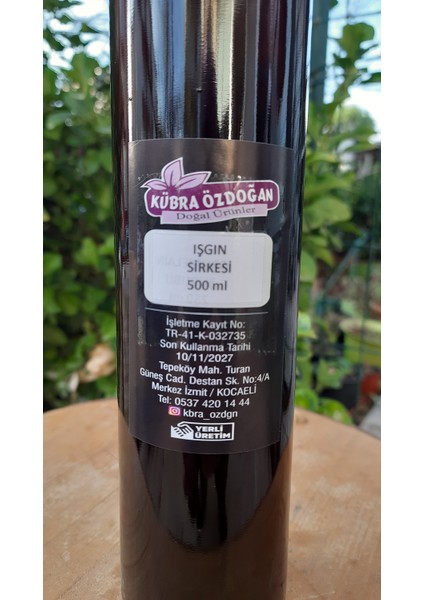 KÜBRA ÖZDOĞAN
Doğal Ürünler
IŞGIN
SİRKESİ
500 ml
İşletme Kayıt No:
TR-41-K-032735
Son Kullanma Tarihi
10/11/2027
Tepeköy Mah. Turan
Güneş Cad. Destan Sk. No:4/A
Merkez İzmit / KOCAELİ
Tel: 0537 420 14 44
kbra_ozdgn
YERLİ
ÜRETİM